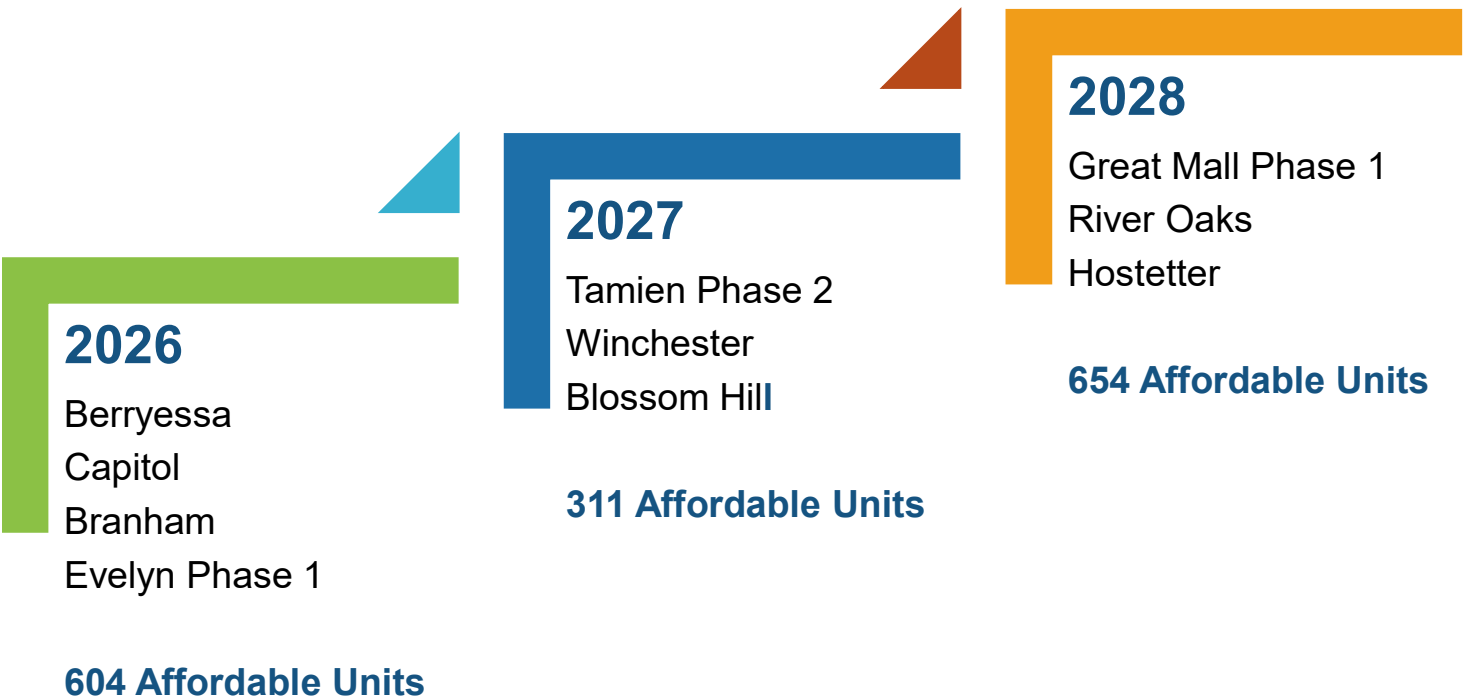 2026
Berryessa
Capitol
Branham
Evelyn Phase 1
604 Affordable Units
2027
Tamien Phase 2
Winchester
Blossom Hill
311 Affordable Units
2028
Great Mall Phase 1
River Oaks
Hostetter
654 Affordable Units